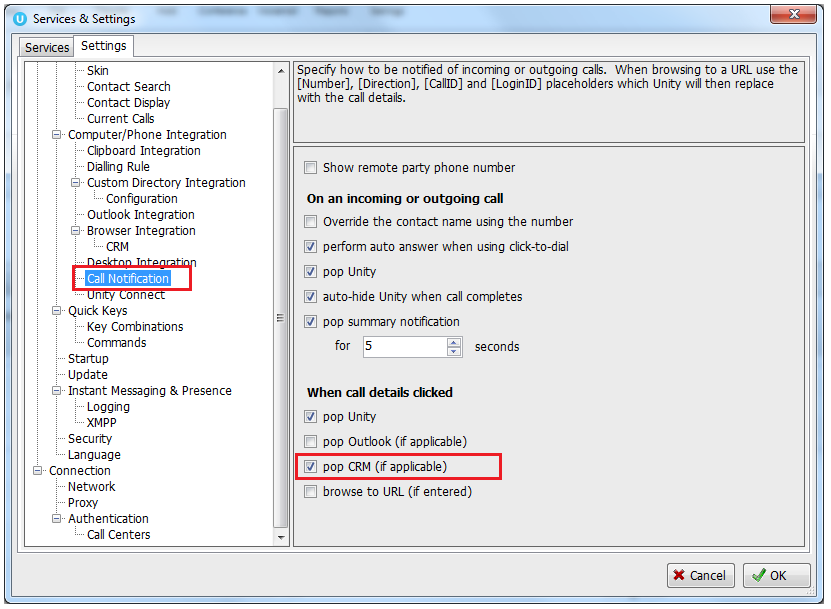 Services & Settings
Services
Settings
Skin
Contact Search
Contact Display
Current Calls
Computer/Phone Integration
Clipboard Integration
Dialling Rule
Custom Directory Integration
Configuration
Outlook Integration
Browser Integration
CRM
Desktop Integration
Call Notification
Unity Connect
Quick Keys
Key Combinations
Commands
Startup
Update
Instant Messaging & Presence
Logging
XMPP
Security
Language
Connection
Network
Proxy
Authentication
Call Centers
Specify how to be notified of incoming or outgoing calls.  When browsing to a URL use the
[Number], [Direction], [CallID] and [LoginID] placeholders which Unity will then replace
with the call details.
Show remote party phone number
On an incoming or outgoing call
Override the contact name using the number
perform auto answer when using click-to-dial
pop Unity
auto-hide Unity when call completes
pop summary notification
for 5 seconds
When call details clicked
pop Unity
pop Outlook (if applicable)
pop CRM (if applicable)
browse to URL (if entered)
Cancel
OK